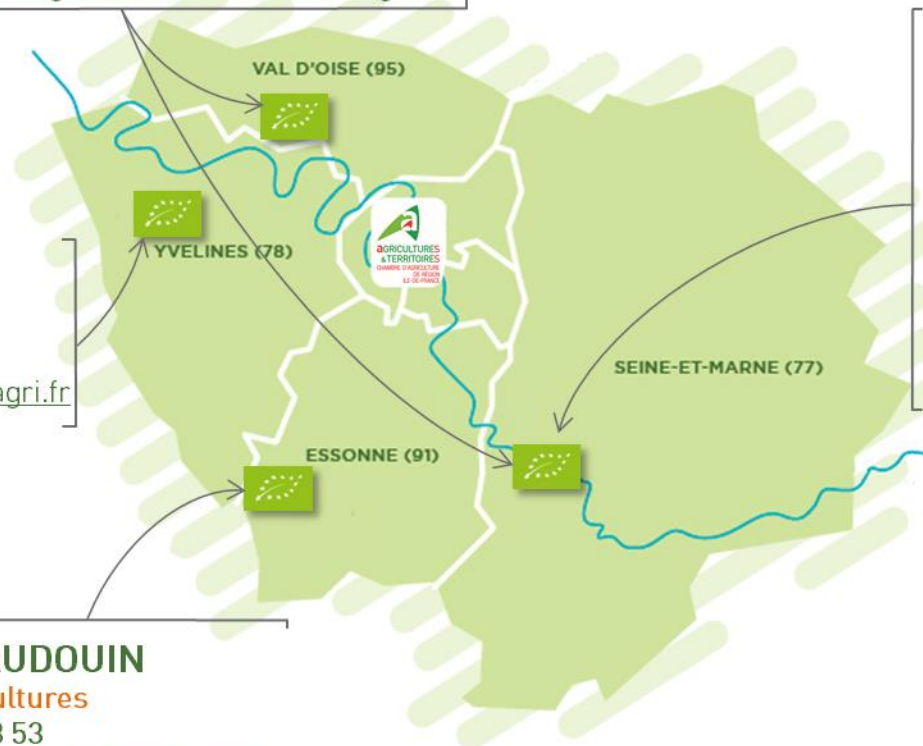 VAL D'OISE (95)
aGRICULTURES
& TERRITOIRES
CHAMBRE D'AGRICULTURE
DE RÉGION
ILE-DE-FRANCE
YVELINES (78)
SEINE-ET-MARNE (77)
agri.fr
ESSONNE (91)
UDOUIN
ultures
53